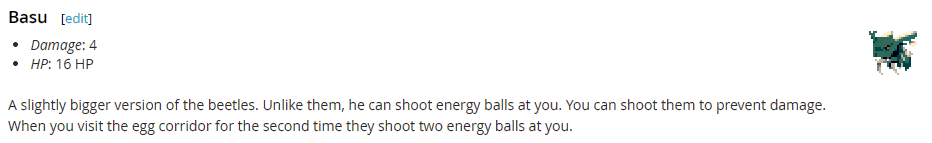 Basu [edit]
Damage: 4
HP: 16 HP
A slightly bigger version of the beetles. Unlike them, he can shoot energy balls at you. You can shoot them to prevent damage.
When you visit the egg corridor for the second time they shoot two energy balls at you.